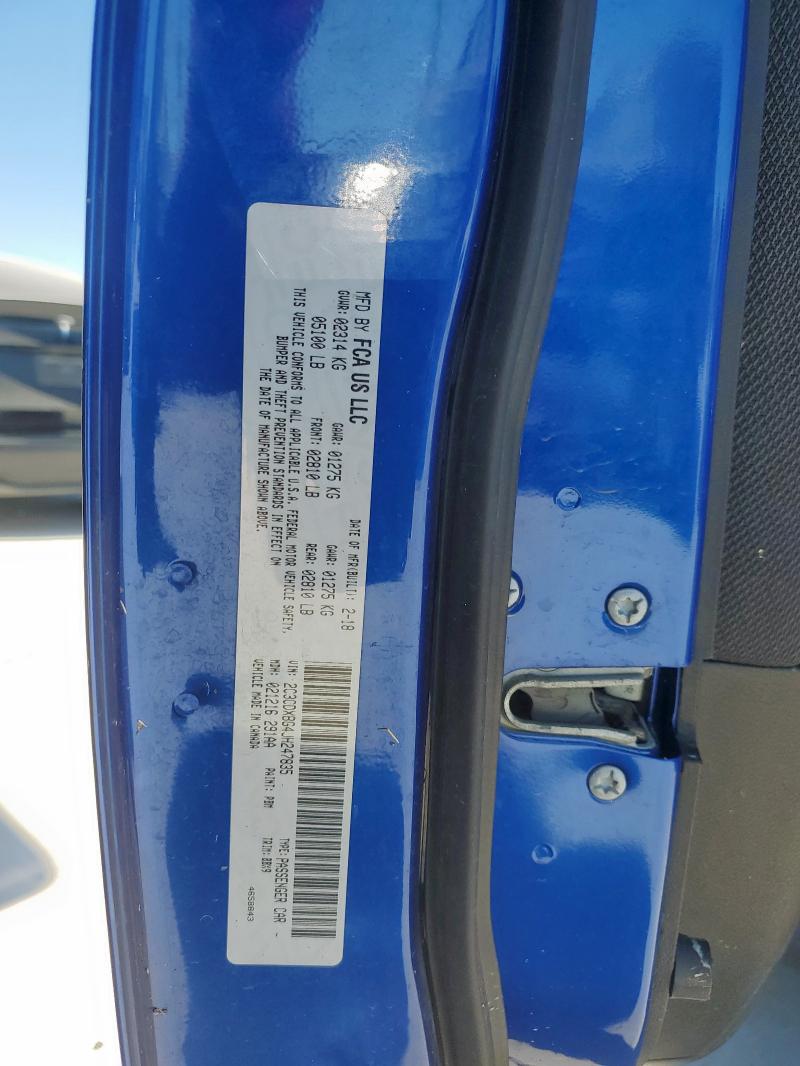 MFD BY FCA US LLC
DATE OF MFR(BUILT): 2-18
GVWR: 02314 KG
GAWR: 01275 KG
GAWR: 01275 KG
05100 LB
FRONT: 02810 LB
REAR: 02810 LB
THIS VEHICLE CONFORMS TO ALL APPLICABLE U.S.A. FEDERAL MOTOR VEHICLE SAFETY,
BUMPER AND THEFT PREVENTION STANDARDS IN EFFECT ON
THE DATE OF MANUFACTURE SHOWN ABOVE.
VIN: 2C3CDXBG4JH247835 -
TYPE: PASSENGER CAR -
MDH: 021216 291AA
PAINT: PBM
TRIM: BBX9
VEHICLE MADE IN CANADA
4658843